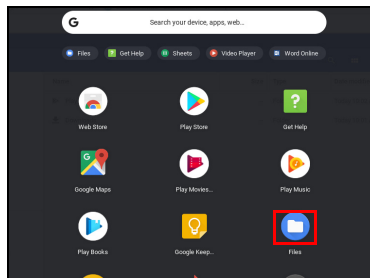 G Search your device, apps, web...
Files Get Help Sheets Video Player Word Online
Web Store Play Store Get Help
Google Maps Play Movies... Play Music
Play Books Google Keep... Files